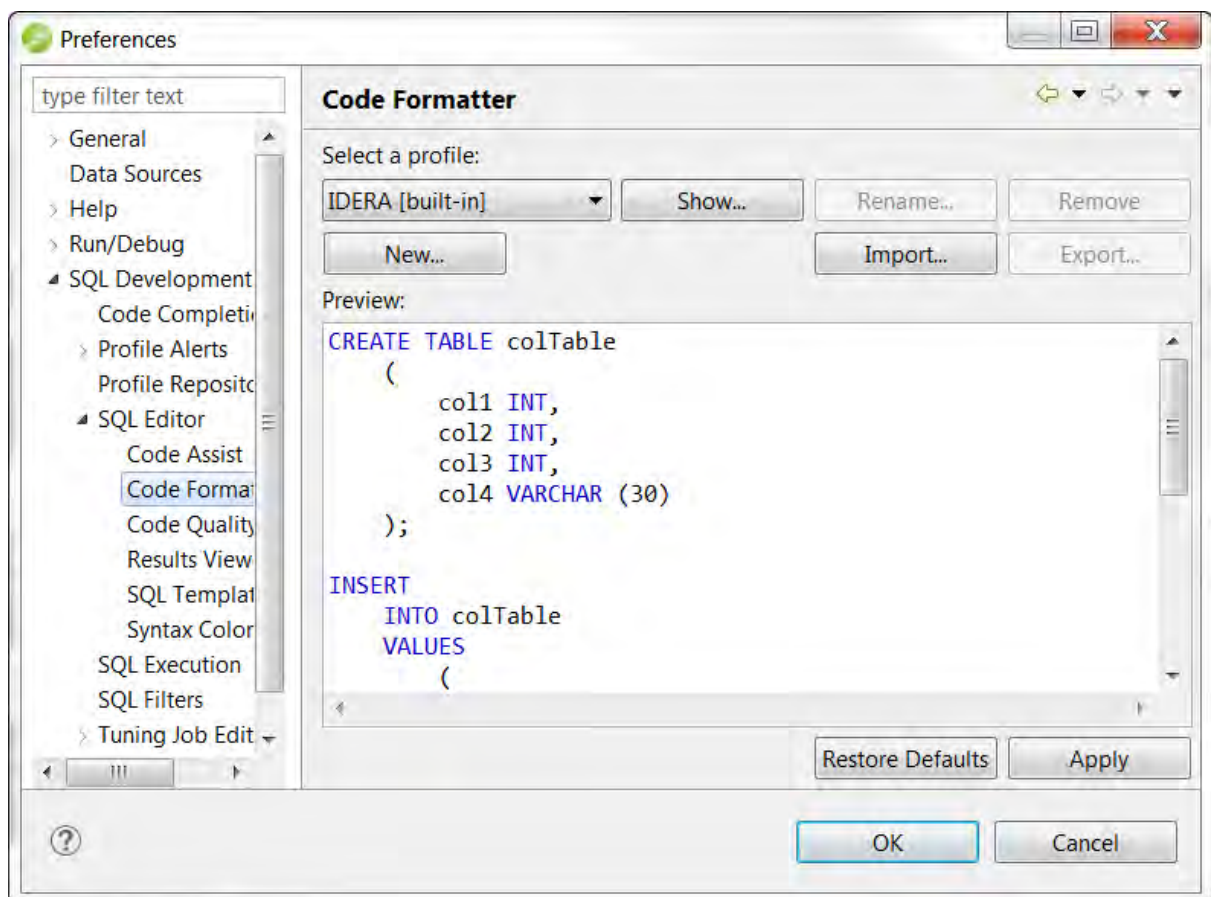 Preferences
type filter text
General
Data Sources
Help
Run/Debug
SQL Development
Code Completi
Profile Alerts
Profile Reposito
SQL Editor
Code Assist
Code Format
Code Quality
Results View
SQL Templat
Syntax Color
SQL Execution
SQL Filters
Tuning Job Edit
Code Formatter
Select a profile:
IDERA [built-in] Show... Rename... Remove
New... Import... Export...
Preview:
CREATE TABLE colTable
(
col1 INT,
col2 INT,
col3 INT,
col4 VARCHAR (30)
);
INSERT
INTO colTable
VALUES
(
Restore Defaults Apply
? OK Cancel